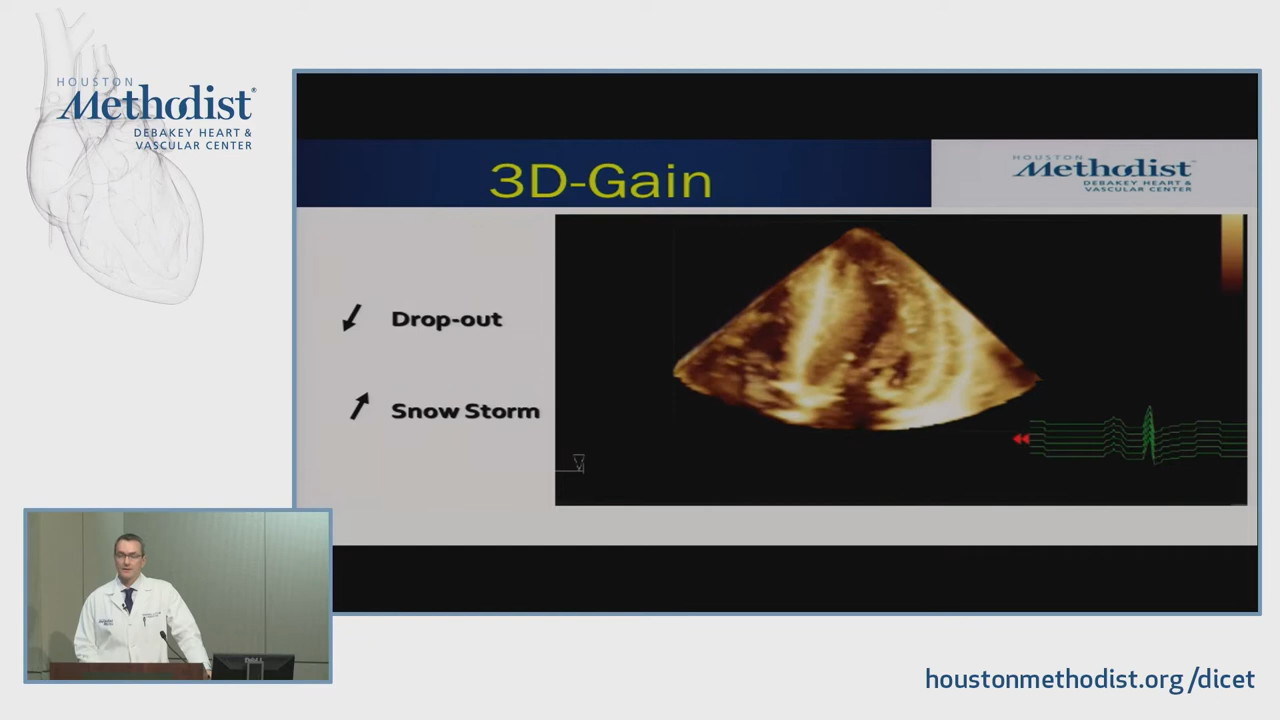 HOUSTON
Methodist®
DEBAKEY HEART &
VASCULAR CENTER
3D-Gain
HOUSTON
Methodist
DEBAKEY HEART &
VASCULAR CENTER
Drop-out
Snow Storm
houstonmethodist.org/dicet